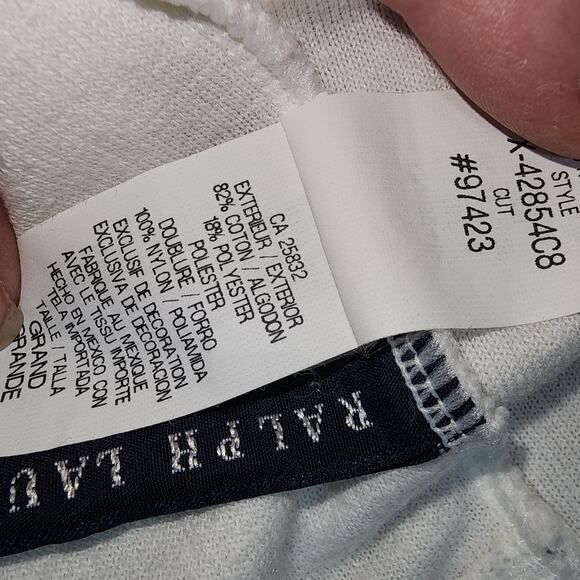 CA 25832
EXTERIEUR / EXTERIOR
82% COTON / ALGODON
18% POLYESTER
POLIESTER
DOUBLURE / FORRO
100% NYLON / POLIAMIDA
EXCLUSIF DE DECORATION
EXCLUSIVA DE DECORACION
FABRIQUE AU MEXIQUE
AVEC LE TISSU IMPORTE
HECHO EN MEXICO CON
TELA IMPORTADA
TAILLE / TALLA
GRAND
GRANDE
STYLE
X-42854C8
CUT
#97423
RALPH LAU